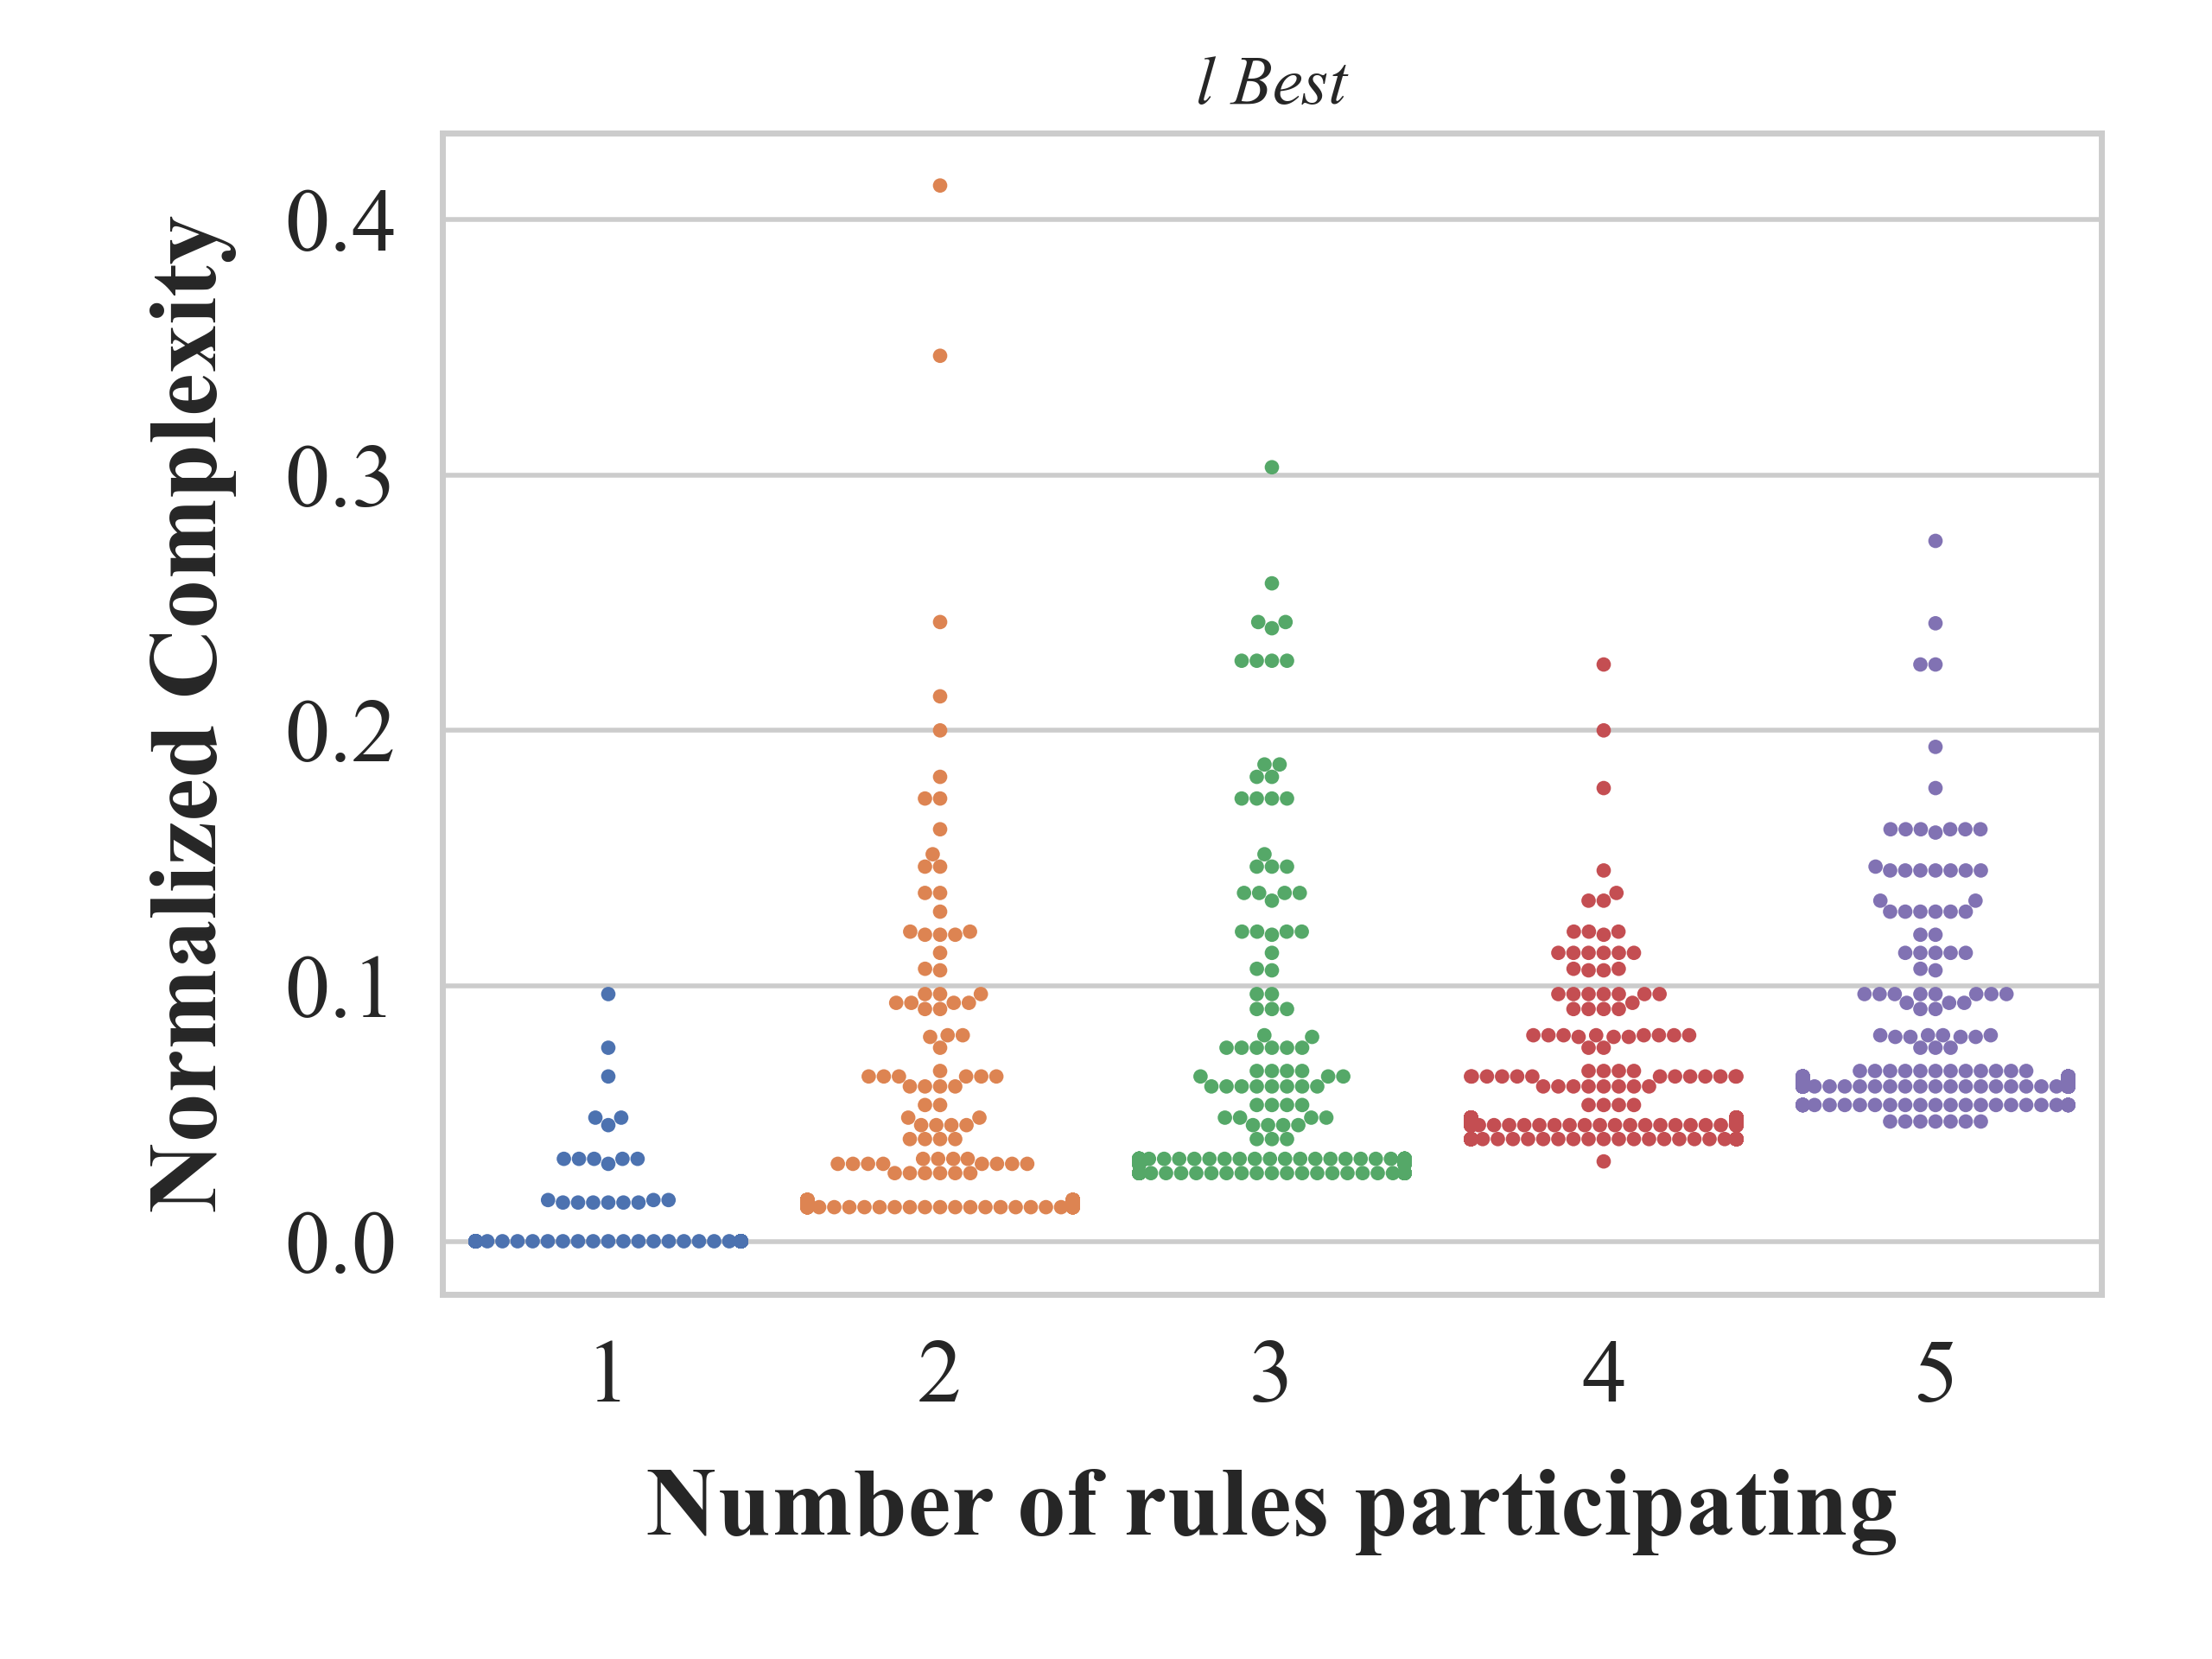 l Best
Normalized Complexity
0.4
0.3
0.2
0.1
0.0
1 2 3 4 5
Number of rules participating